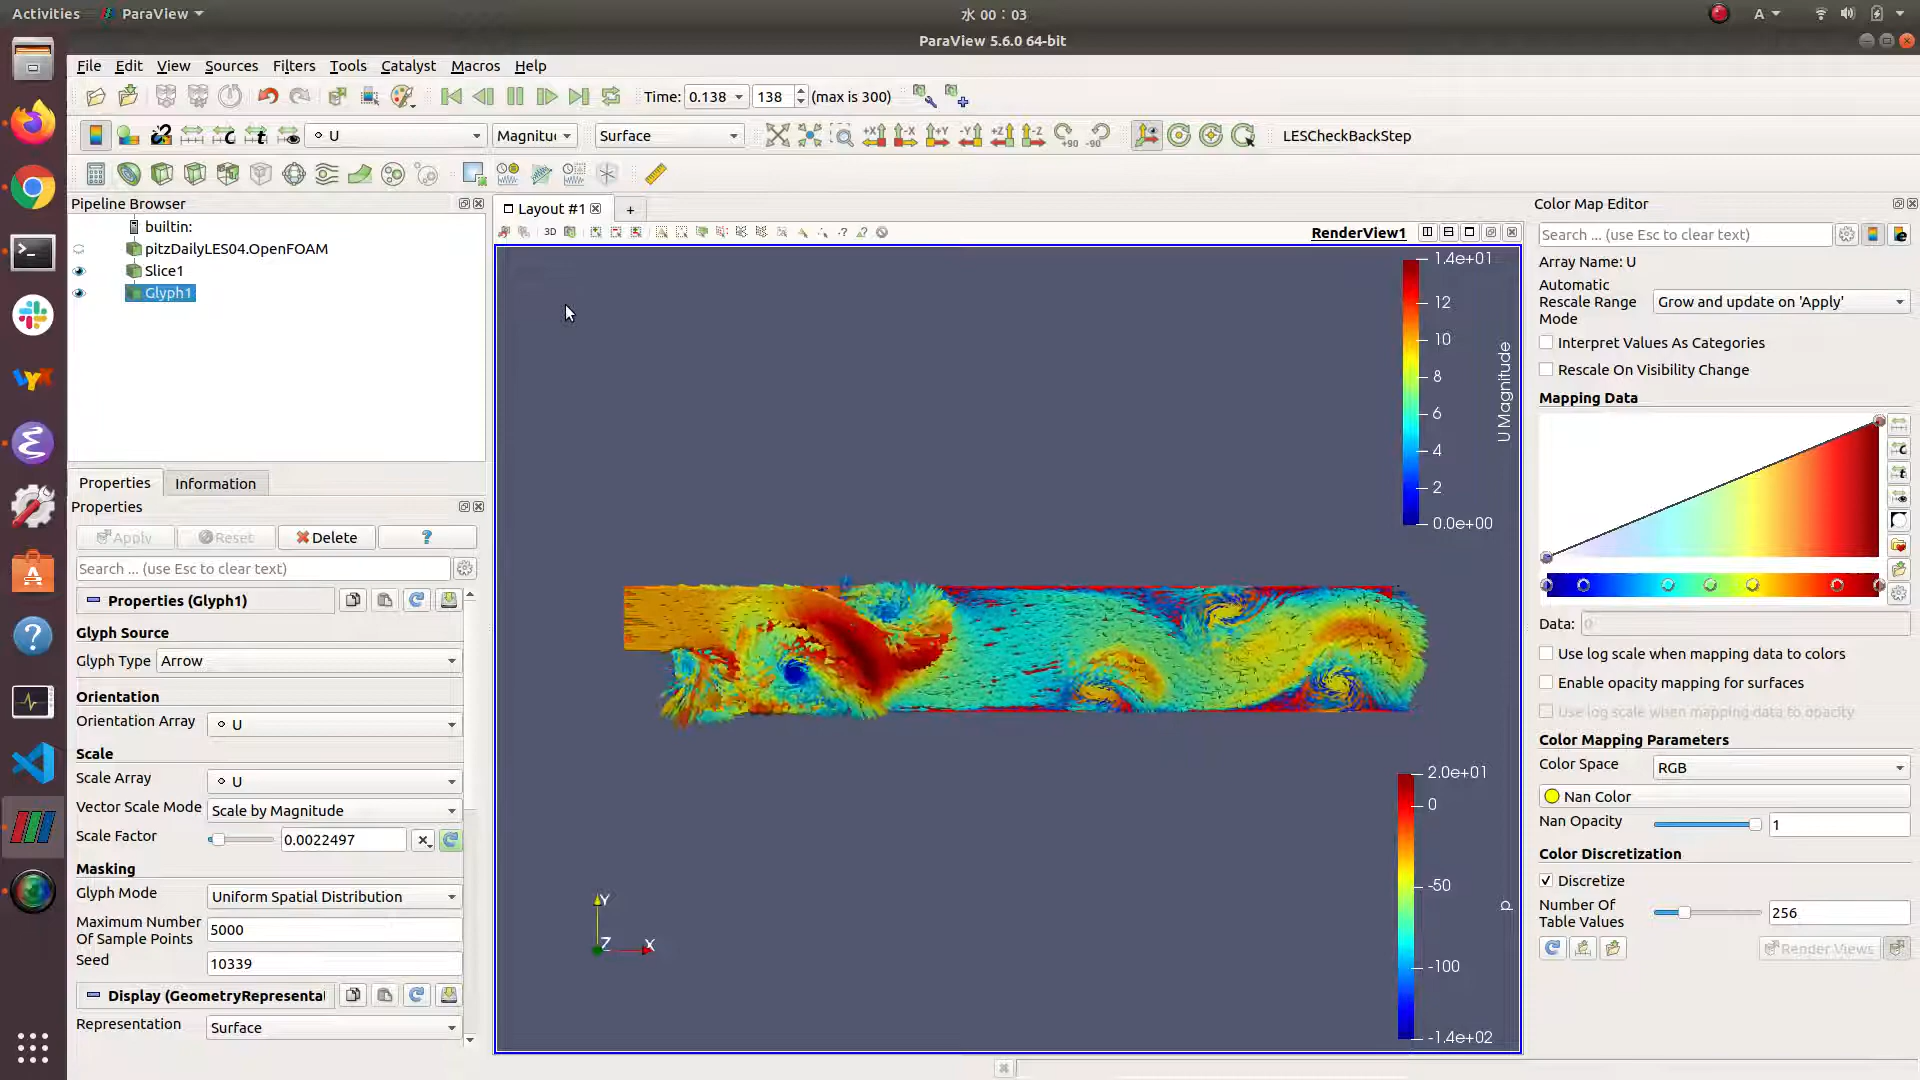 Activities
ParaView
水 00：03
A
ParaView 5.6.0 64-bit
File Edit View Sources Filters Tools Catalyst Macros Help
Time: 0.138 138 (max is 300)
U
Magnitu
Surface
+X -X +Y -Y +Z -Z +90 -90
LESCheckBackStep
Pipeline Browser
builtin:
pitzDailyLES04.OpenFOAM
Slice1
Glyph1
Properties Information
Properties
Apply Reset Delete ?
Search ... (use Esc to clear text)
Properties (Glyph1)
Glyph Source
Glyph Type Arrow
Orientation
Orientation Array U
Scale
Scale Array U
Vector Scale Mode Scale by Magnitude
Scale Factor 0.0022497
Masking
Glyph Mode Uniform Spatial Distribution
Maximum Number
Of Sample Points 5000
Seed 10339
Display (GeometryRepresenta
Representation Surface
Layout #1
+
3D
RenderView1
1.4e+01
12
10
8
6
4
2
0.0e+00
U Magnitude
2.0e+01
0
-50
-100
-1.4e+02
p
Y
Z X
Color Map Editor
Search ... (use Esc to clear text)
Array Name: U
Automatic
Rescale Range
Mode
Grow and update on 'Apply'
Interpret Values As Categories
Rescale On Visibility Change
Mapping Data
Data: 0
Use log scale when mapping data to colors
Enable opacity mapping for surfaces
Use log scale when mapping data to opacity
Color Mapping Parameters
Color Space RGB
Nan Color
Nan Opacity 1
Color Discretization
Discretize
Number Of
Table Values 256
Render Views